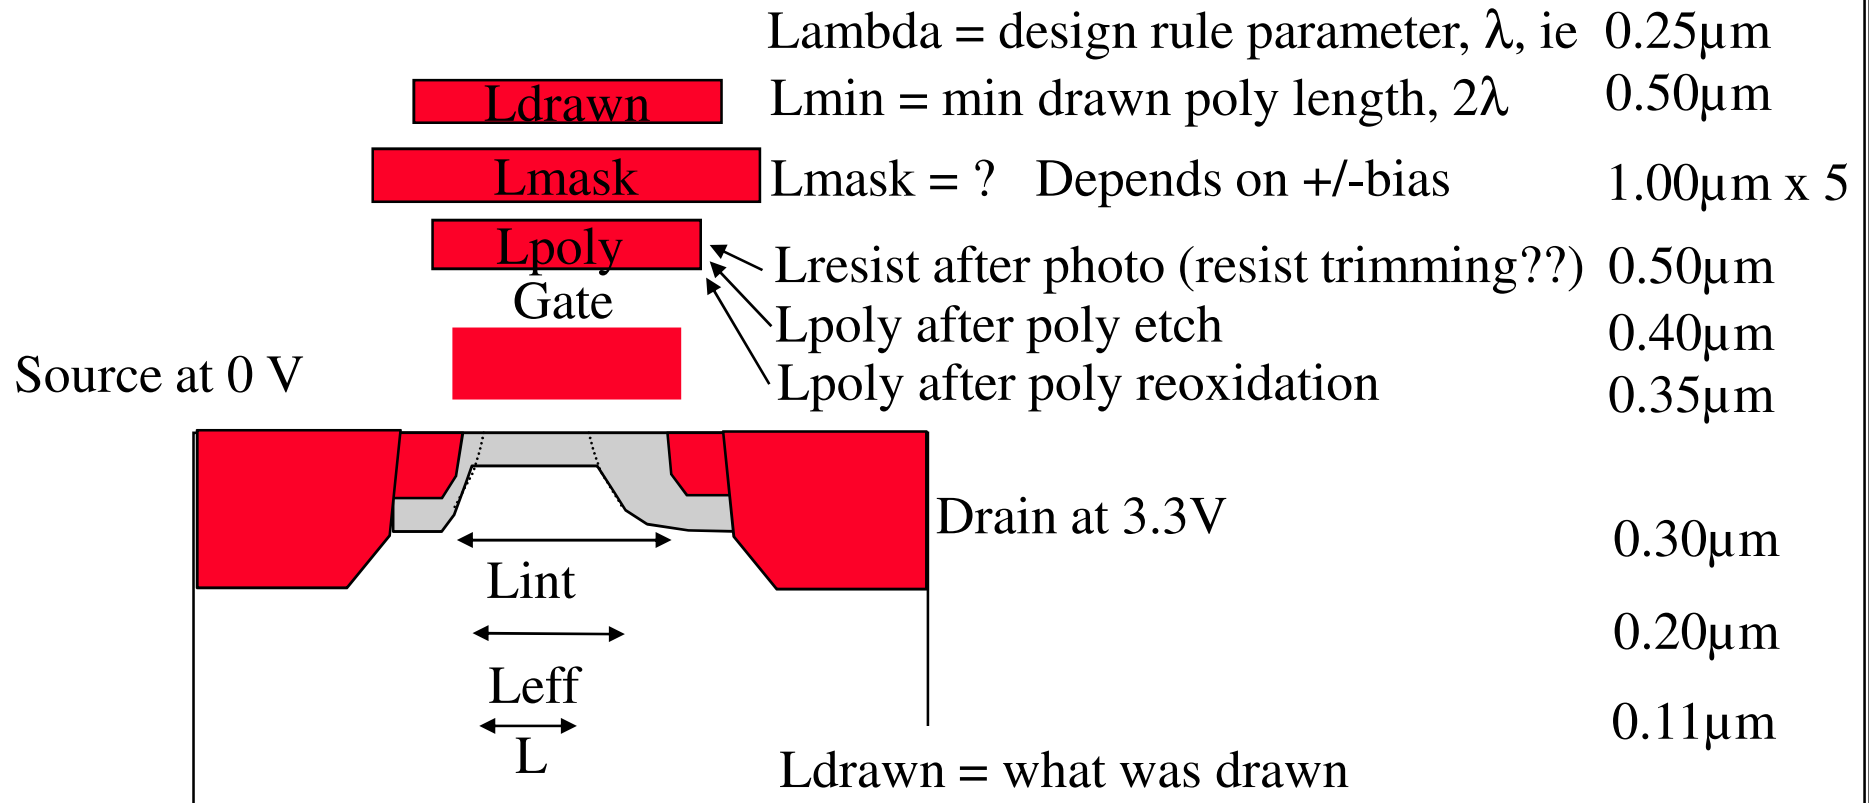 Lambda = design rule parameter, λ, ie 0.25µm
Ldrawn Lmin = min drawn poly length, 2λ 0.50µm
Lmask Lmask = ? Depends on +/-bias 1.00µm x 5
Lpoly Lresist after photo (resist trimming??) 0.50µm
Gate
Lpoly after poly etch 0.40µm
Source at 0 V Lpoly after poly reoxidation 0.35µm
Drain at 3.3V 0.30µm
Lint
0.20µm
Leff
0.11µm
L
Ldrawn = what was drawn